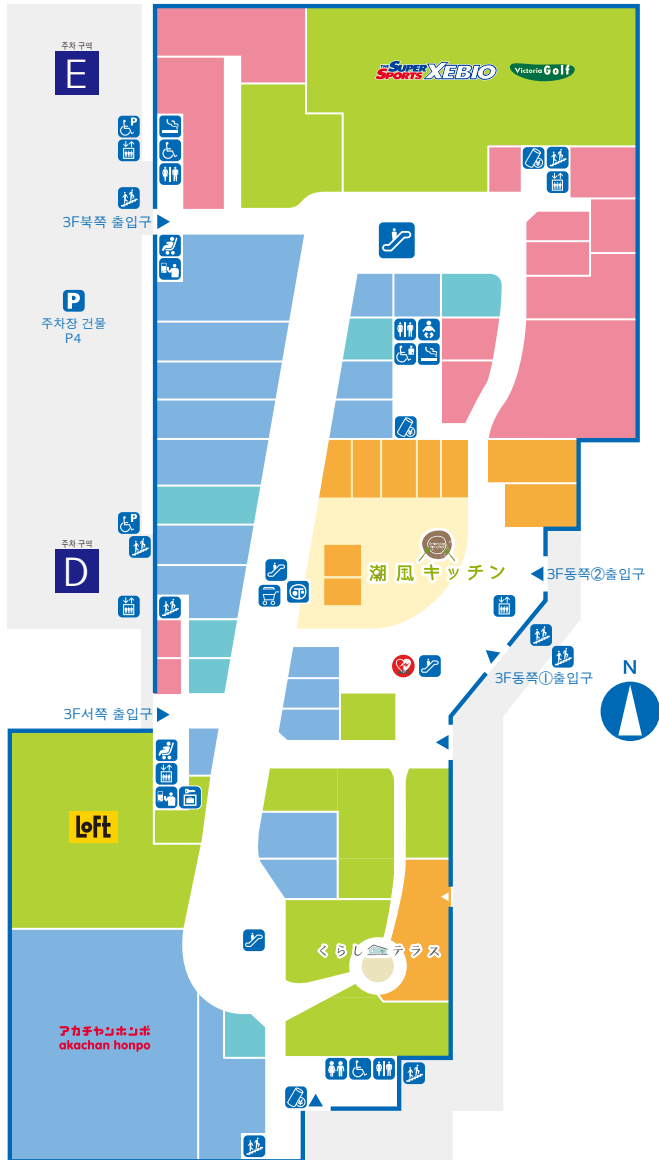 주차 구역
E
THE SUPER SPORTS XEBIO
Victoria Golf
P
3F북쪽 출입구
P
주차장 건물
P4
P
주차 구역
D
潮風キッチン
3F동쪽②출입구
3F동쪽①출입구
N
3F서쪽 출입구
LOFT
くらしテラス
アカチャンホンポ
akachan honpo